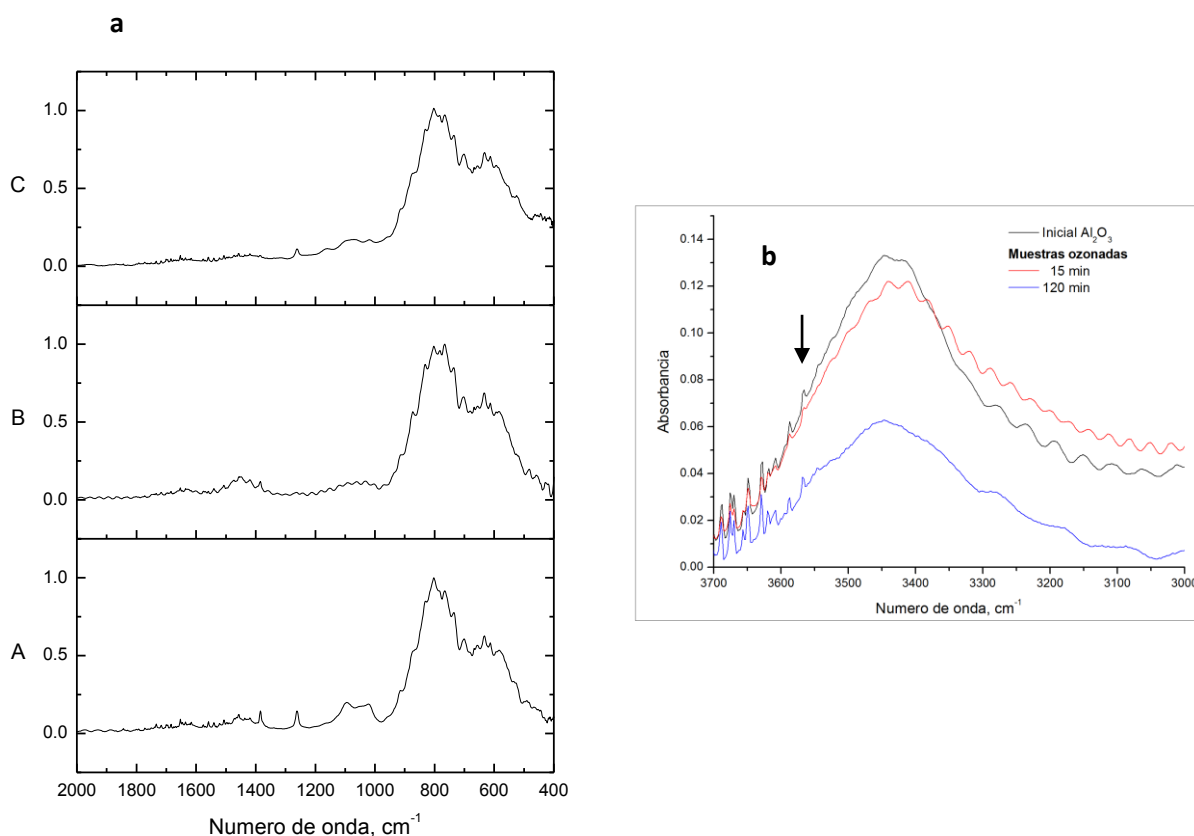 a
1.0
C
0.5
0.0
1.0
B
0.5
0.0
1.0
A
0.5
0.0
2000 1800 1600 1400 1200 1000 800 600 400
Numero de onda, cm-1
b
Inicial Al2O3
Muestras ozonadas
15 min
120 min
0.14
0.12
0.10
0.08
0.06
0.04
0.02
0.00
Absorbancia
3700 3600 3500 3400 3300 3200 3100 3000
Numero de onda, cm-1